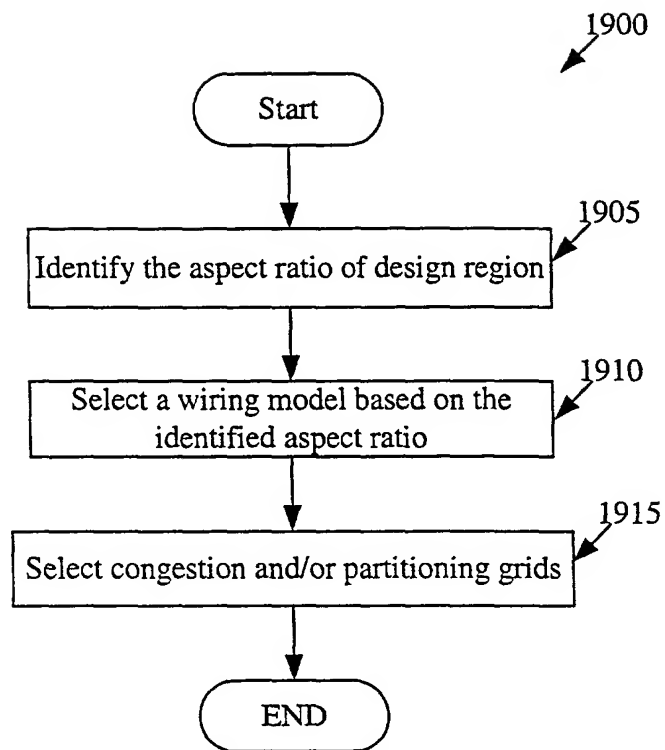 1900
Start
1905
Identify the aspect ratio of design region
1910
Select a wiring model based on the
identified aspect ratio
1915
Select congestion and/or partitioning grids
END